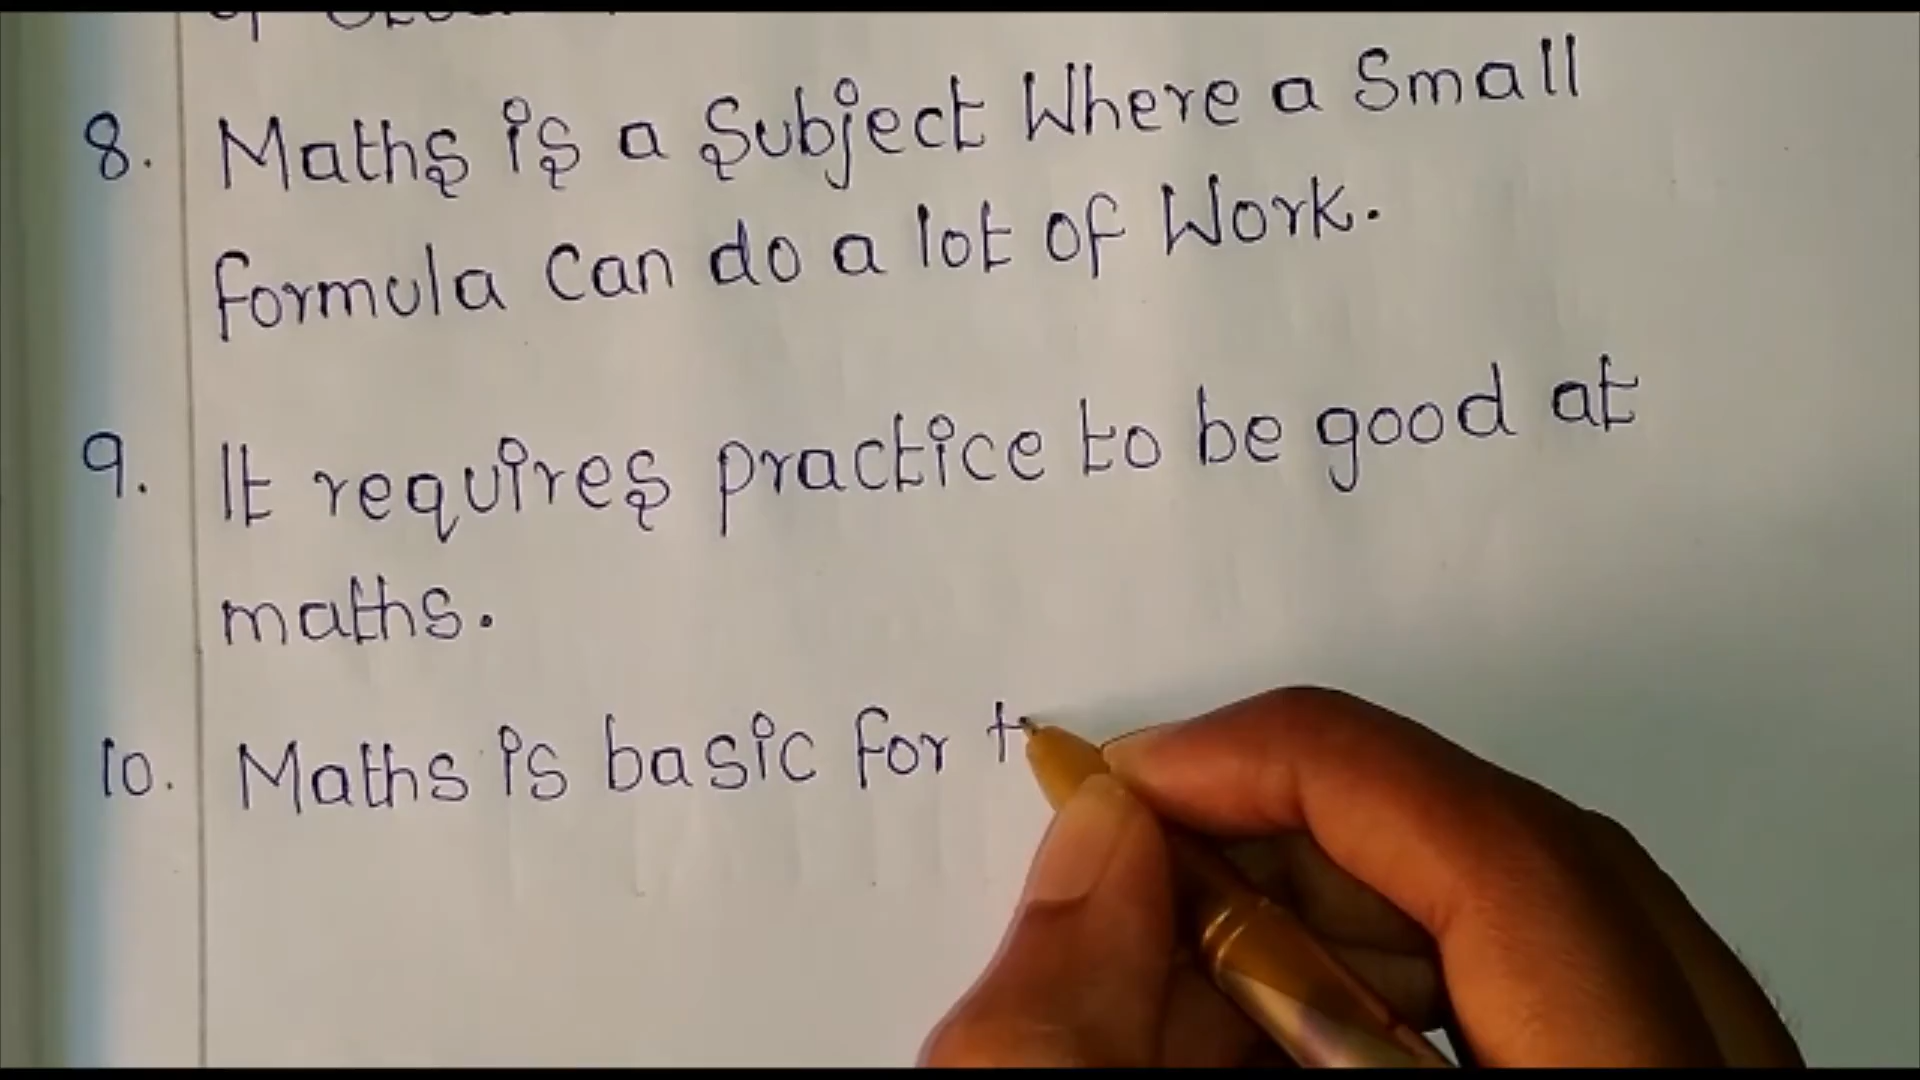 8. Maths is a Subject Where a Small
formula Can do a lot of Work.
9. It requires practice to be good at
maths.
10. Maths is basic for